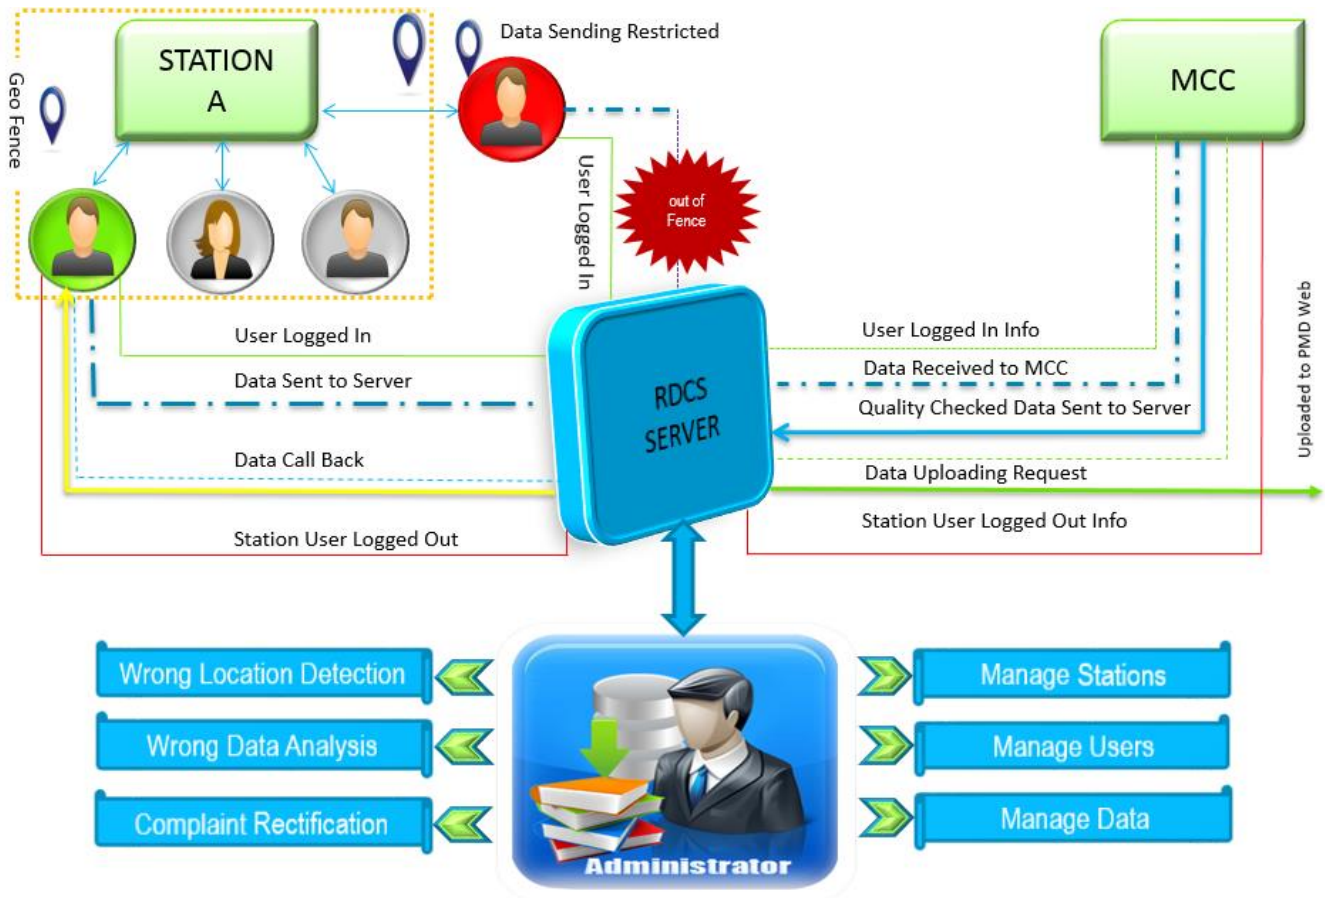 Geo Fence
STATION
A
Data Sending Restricted
MCC
User Logged In
out of
Fence
User Logged In
Data Sent to Server
Data Call Back
Station User Logged Out
RDCS
SERVER
User Logged In Info
Data Received to MCC
Quality Checked Data Sent to Server
Data Uploading Request
Station User Logged Out Info
Uploaded to PMD Web
Wrong Location Detection
Wrong Data Analysis
Complaint Rectification
Administrator
Manage Stations
Manage Users
Manage Data